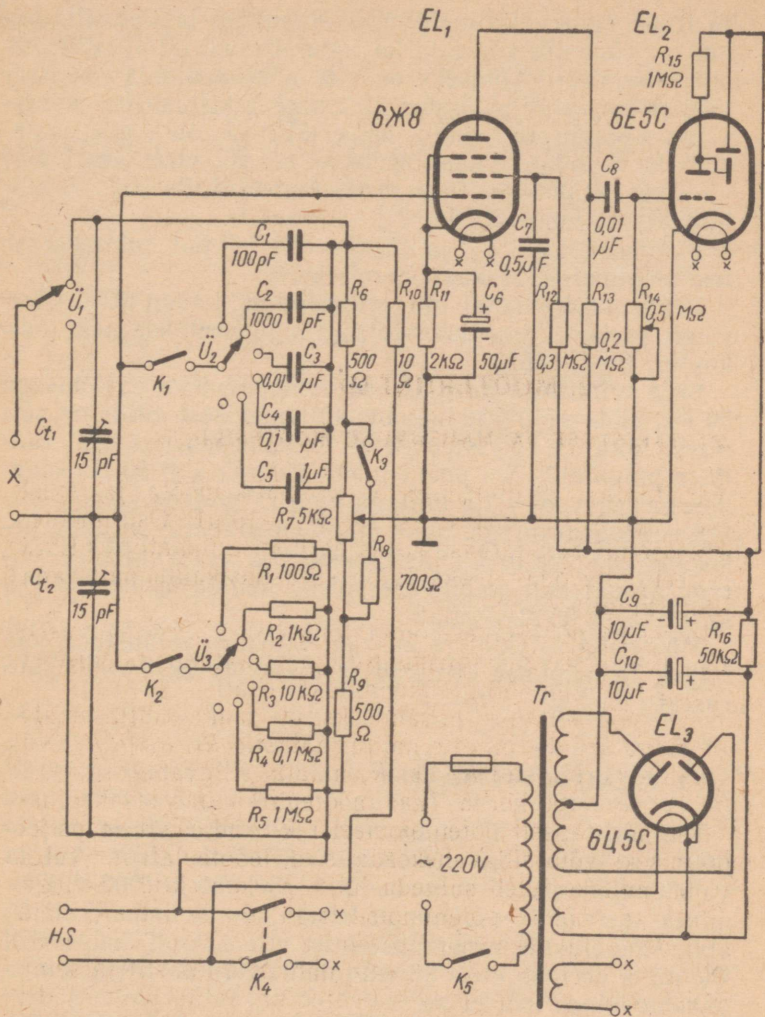 EL₁
EL₂
R₁₅
1MΩ
6Ж8
6E5C
C₈
0,01
μF
C₇
0,5μF
C₁
100pF
C₂
1000 pF
C₃
0,01 μF
C₄
0,1 μF
C₅
1μF
Ü₁
Ü₂
K₁
R₆
500
Ω
R₁₀
10
Ω
R₁₁
2kΩ
C₆
+
-
50μF
R₁₂
0,3 MΩ
R₁₃
0,2
MΩ
R₁₄
0,5 MΩ
x
x
x
x
Ct₁
15 pF
X
Ct₂
15 pF
K₃
R₇ 5KΩ
R₈
700Ω
R₁ 100Ω
R₂ 1kΩ
R₃ 10kΩ
R₄ 0,1MΩ
R₅ 1MΩ
Ü₃
K₂
R₉
500
Ω
C₉
10μF - +
C₁₀
10μF - +
R₁₆
50KΩ
Tr
EL₃
6Ц5C
~ 220V
HS
K₄
x
x
K₅
x
x